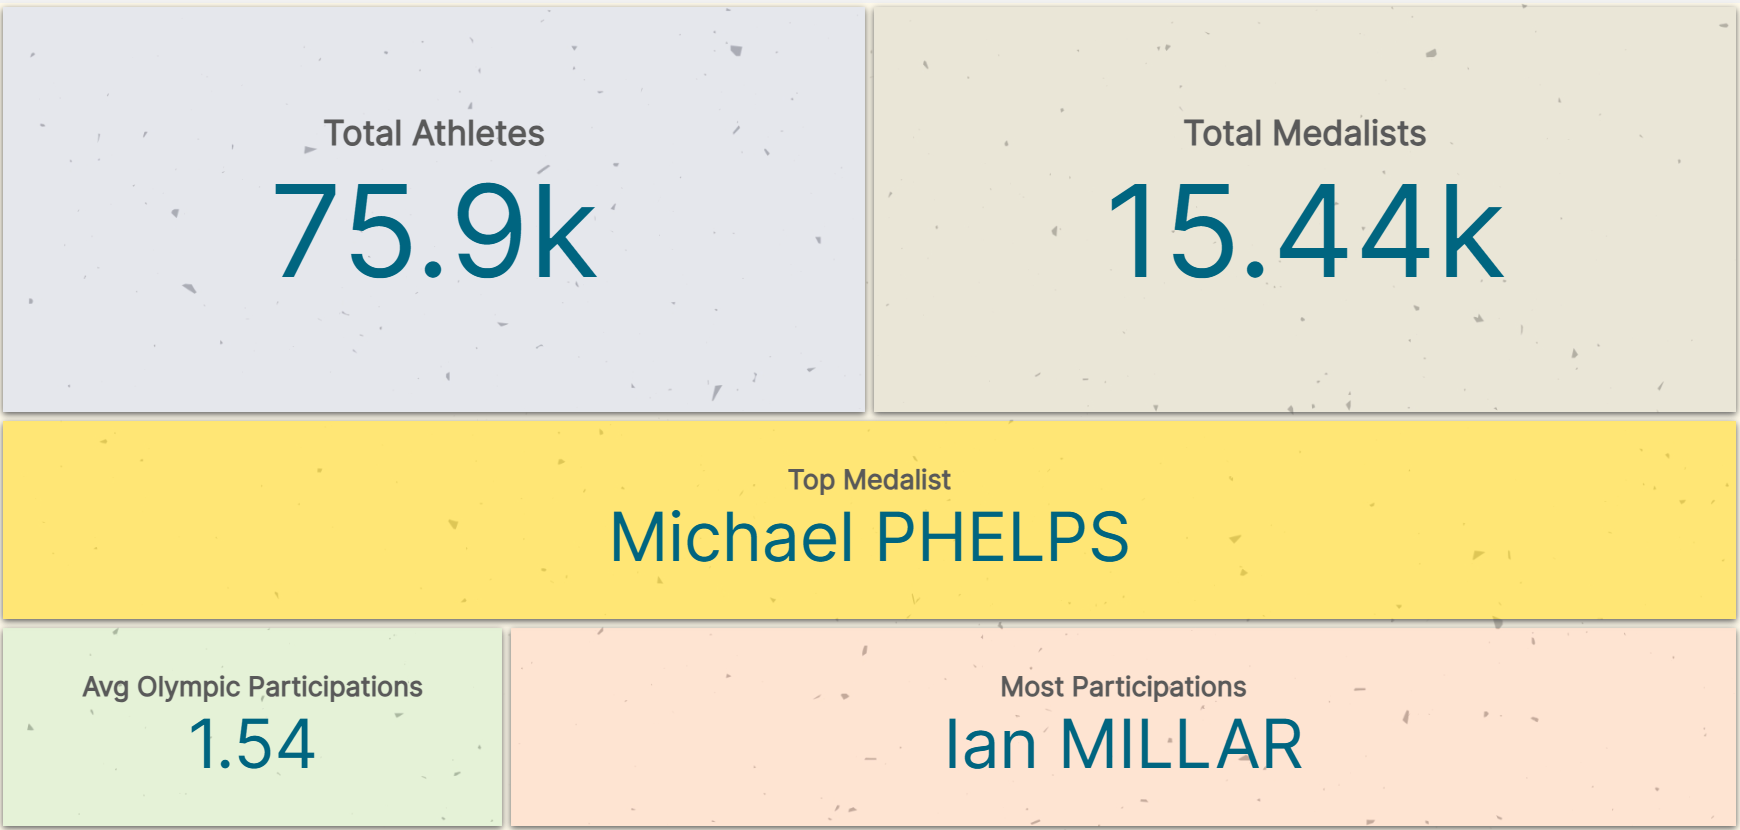 Total Athletes
75.9k
Total Medalists
15.44k
Top Medalist
Michael PHELPS
Avg Olympic Participations
1.54
Most Participations
Ian MILLAR